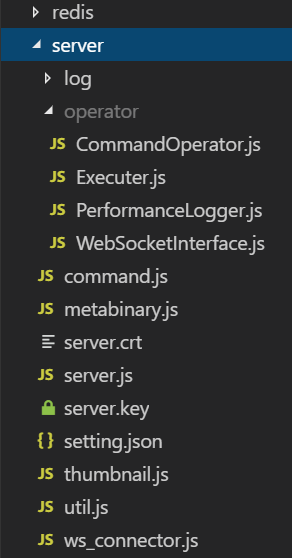 redis
server
log
operator
JS CommandOperator.js
JS Executer.js
JS PerformanceLogger.js
JS WebSocketInterface.js
JS command.js
JS metabinary.js
server.crt
JS server.js
server.key
{ } setting.json
JS thumbnail.js
JS util.js
JS ws_connector.js